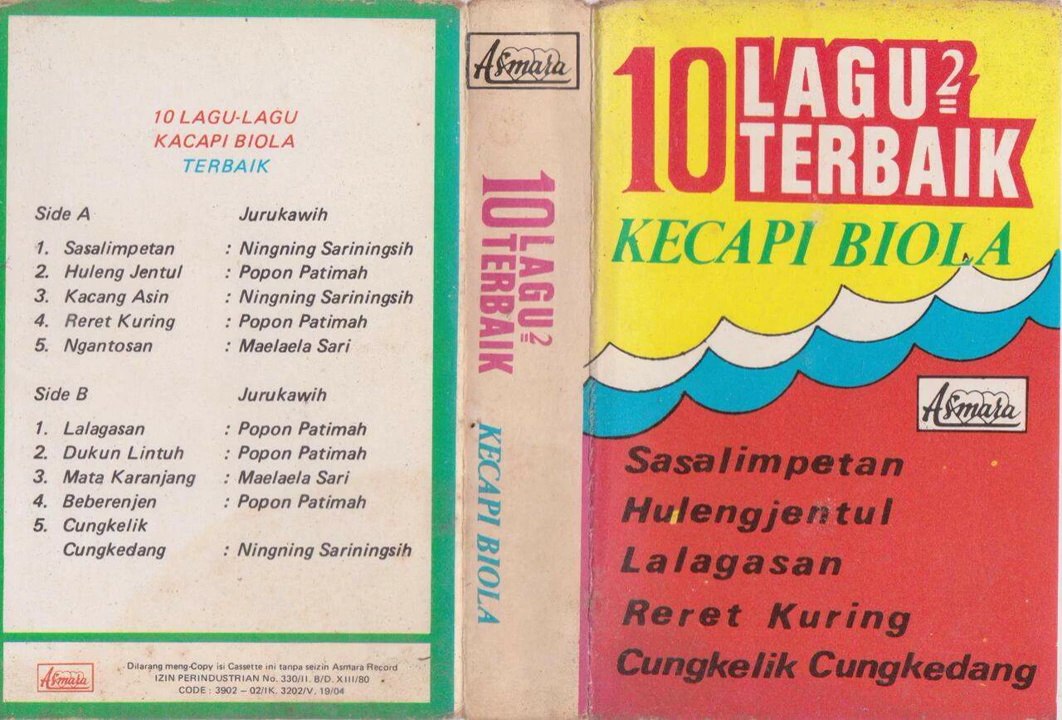 10 LAGU-LAGU
KACAPI BIOLA
TERBAIK
Side A Jurukawih
1. Sasalimpetan : Ningning Sariningsih
2. Huleng Jentul : Popon Patimah
3. Kacang Asin : Ningning Sariningsih
4. Reret Kuring : Popon Patimah
5. Ngantosan : Maelaela Sari
Side B Jurukawih
1. Lalagasan : Popon Patimah
2. Dukun Lintuh : Popon Patimah
3. Mata Karanjang : Maelaela Sari
4. Beberenjen : Popon Patimah
5. Cungkelik
Cungkedang : Ningning Sariningsih
Asmara
Dilarang meng-Copy isi Cassette ini tanpa seizin Asmara Record
IZIN PERINDUSTRIAN No. 330/II. B/D. XIII/80
CODE : 3902 – 02/IK. 3202/V. 19/04
Asmara
10 LAGU2
TERBAIK
KECAPI BIOLA
10 LAGU2
TERBAIK
KECAPI BIOLA
Asmara
Sasalimpetan
Hulengjentul
Lalagasan
Reret Kuring
Cungkelik Cungkedang